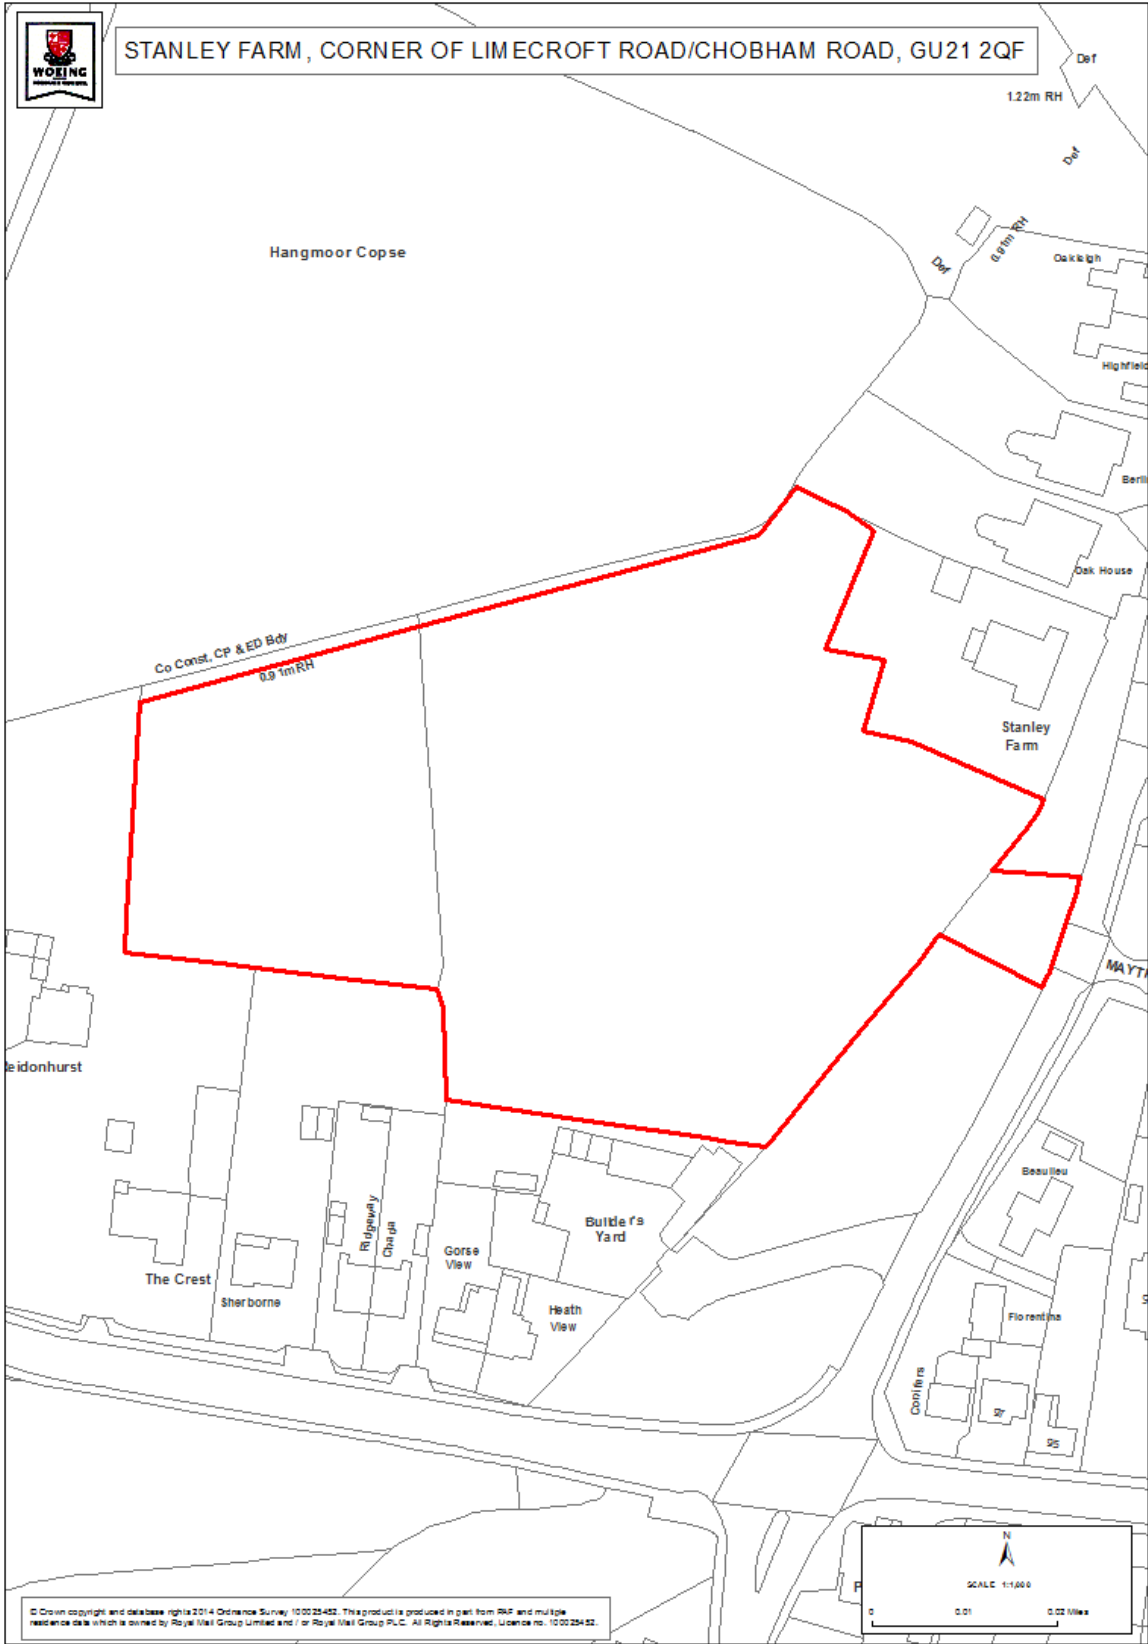 WOKING
STANLEY FARM, CORNER OF LIMECROFT ROAD/CHOBHAM ROAD, GU21 2QF
Def
1.22m RH
Def
Hangmoor Copse
0.91m RH
Def
Oakleigh
Highfield
Berli
Oak House
Co Const, CP & ED Bdy
0.91m RH
Stanley
Farm
MAYT
eidonhurst
Beaulieu
Ridgeway
Chada
Builder's
Yard
Gorse
View
The Crest
Sherborne
Heath
View
Florentina
S
Conifers
P
N
SCALE 1:1,000
0 0.01 0.02 Miles
© Crown copyright and database rights 2014 Ordnance Survey 100025452. This product is produced in part from PAF and multiple
residence data which is owned by Royal Mail Group Limited and / or Royal Mail Group PLC. All Rights Reserved, Licence no. 100025452.